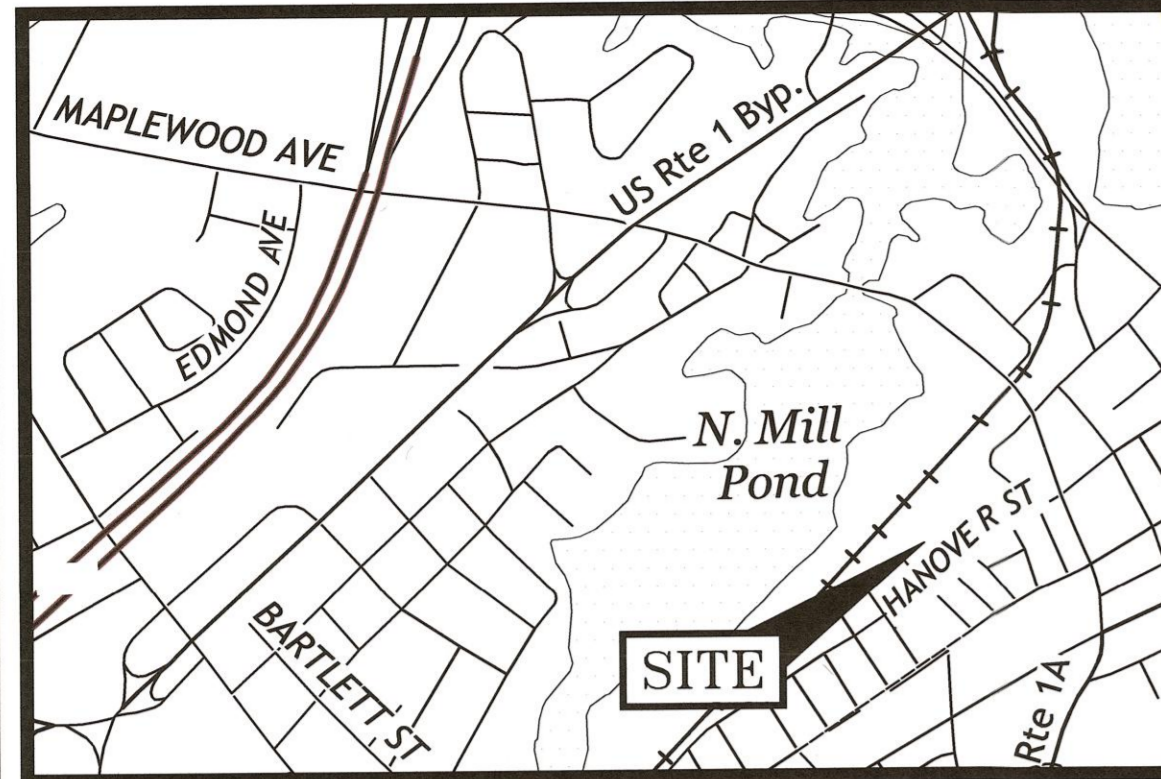 MAPLEWOOD AVE
US Rte 1 Byp.
EDMOND AVE
N. Mill
Pond
HANOVE R ST
BARTLETT ST
SITE
Rte 1A